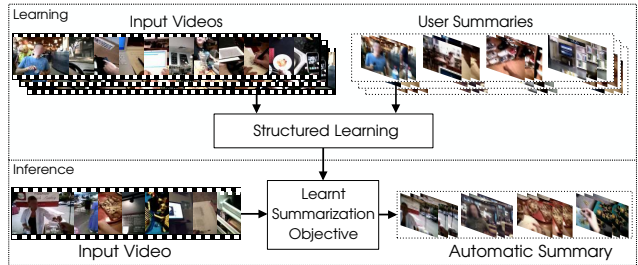 Learning
Input Videos
User Summaries
Structured Learning
Inference
Learnt
Summarization
Objective
Input Video
Automatic Summary